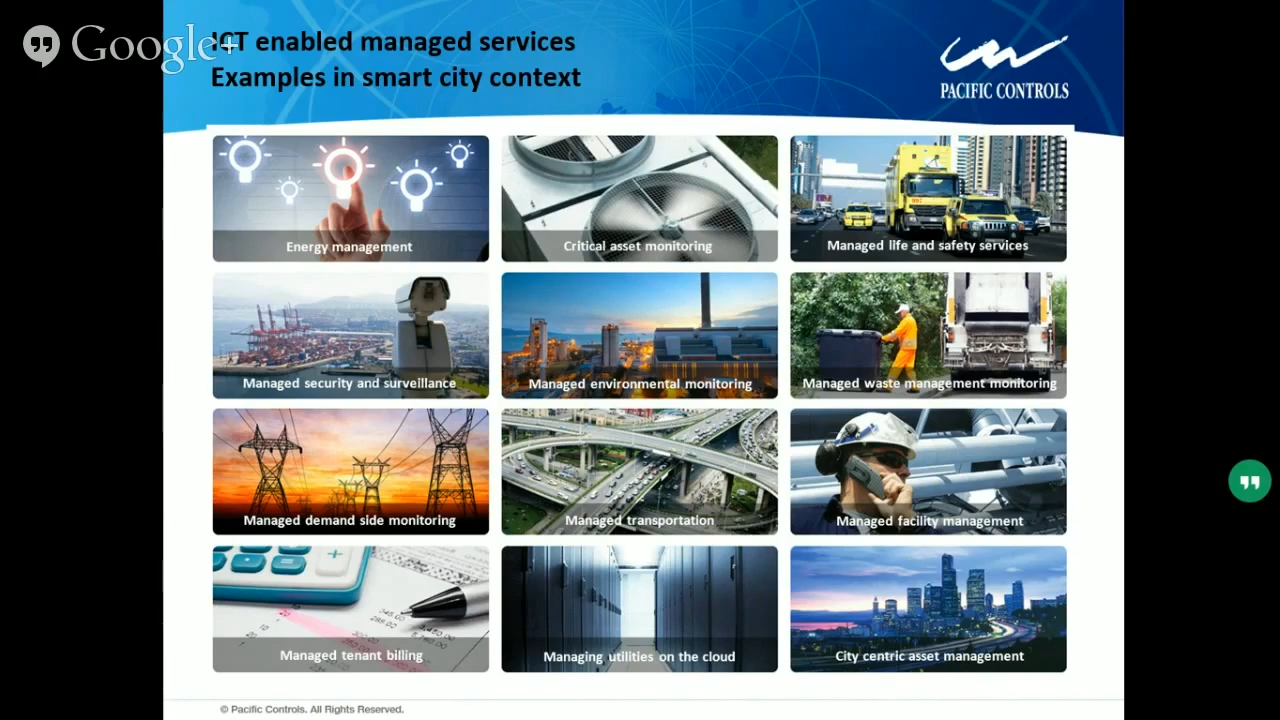 Google+
ICT enabled managed services
Examples in smart city context
PACIFIC CONTROLS
Energy management
Critical asset monitoring
Managed life and safety services
Managed security and surveillance
Managed environmental monitoring
Managed waste management monitoring
Managed demand side monitoring
Managed transportation
Managed facility management
Managed tenant billing
Managing utilities on the cloud
City centric asset management
© Pacific Controls. All Rights Reserved.